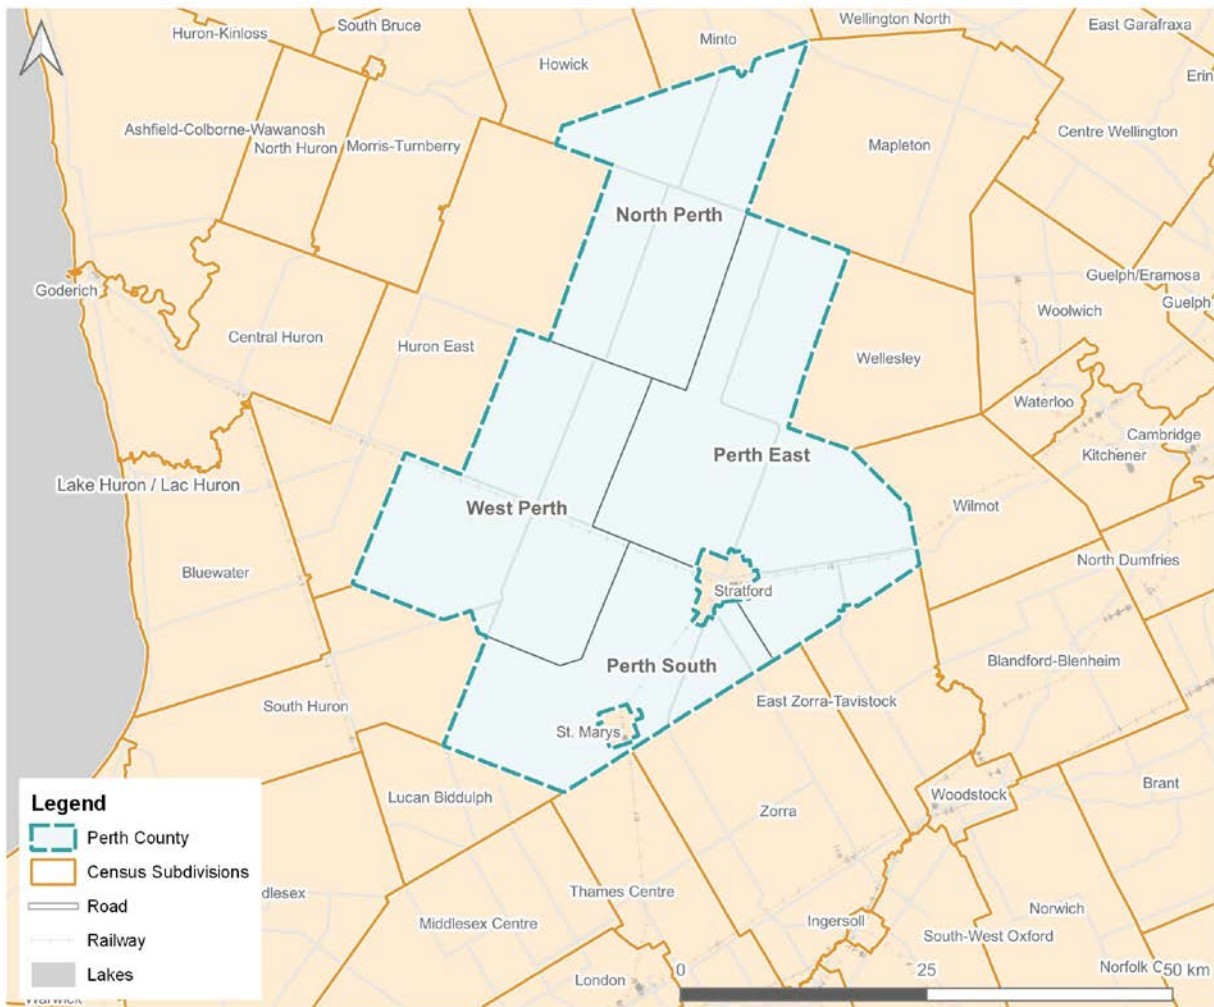 South Bruce
Wellington North
East Garafraxa
Huron-Kinloss
Minto
Howick
Erin
Ashfield-Colborne-Wawanosh
North Huron
Morris-Turnberry
Mapleton
Centre Wellington
North Perth
Guelph/Eramosa
Goderich
Woolwich
Guelph
Central Huron
Huron East
Wellesley
Waterloo
Cambridge
Kitchener
Perth East
Lake Huron / Lac Huron
West Perth
Wilmot
North Dumfries
Bluewater
Stratford
Perth South
Blandford-Blenheim
South Huron
East Zorra-Tavistock
St. Marys
Lucan Biddulph
Woodstock
Brant
Zorra
Legend
Perth County
Census Subdivisions
Road
Railway
Lakes
dlesex
Thames Centre
Middlesex Centre
Ingersoll
Norwich
South-West Oxford
London
Norfolk C
0
25
50 km
Warwick